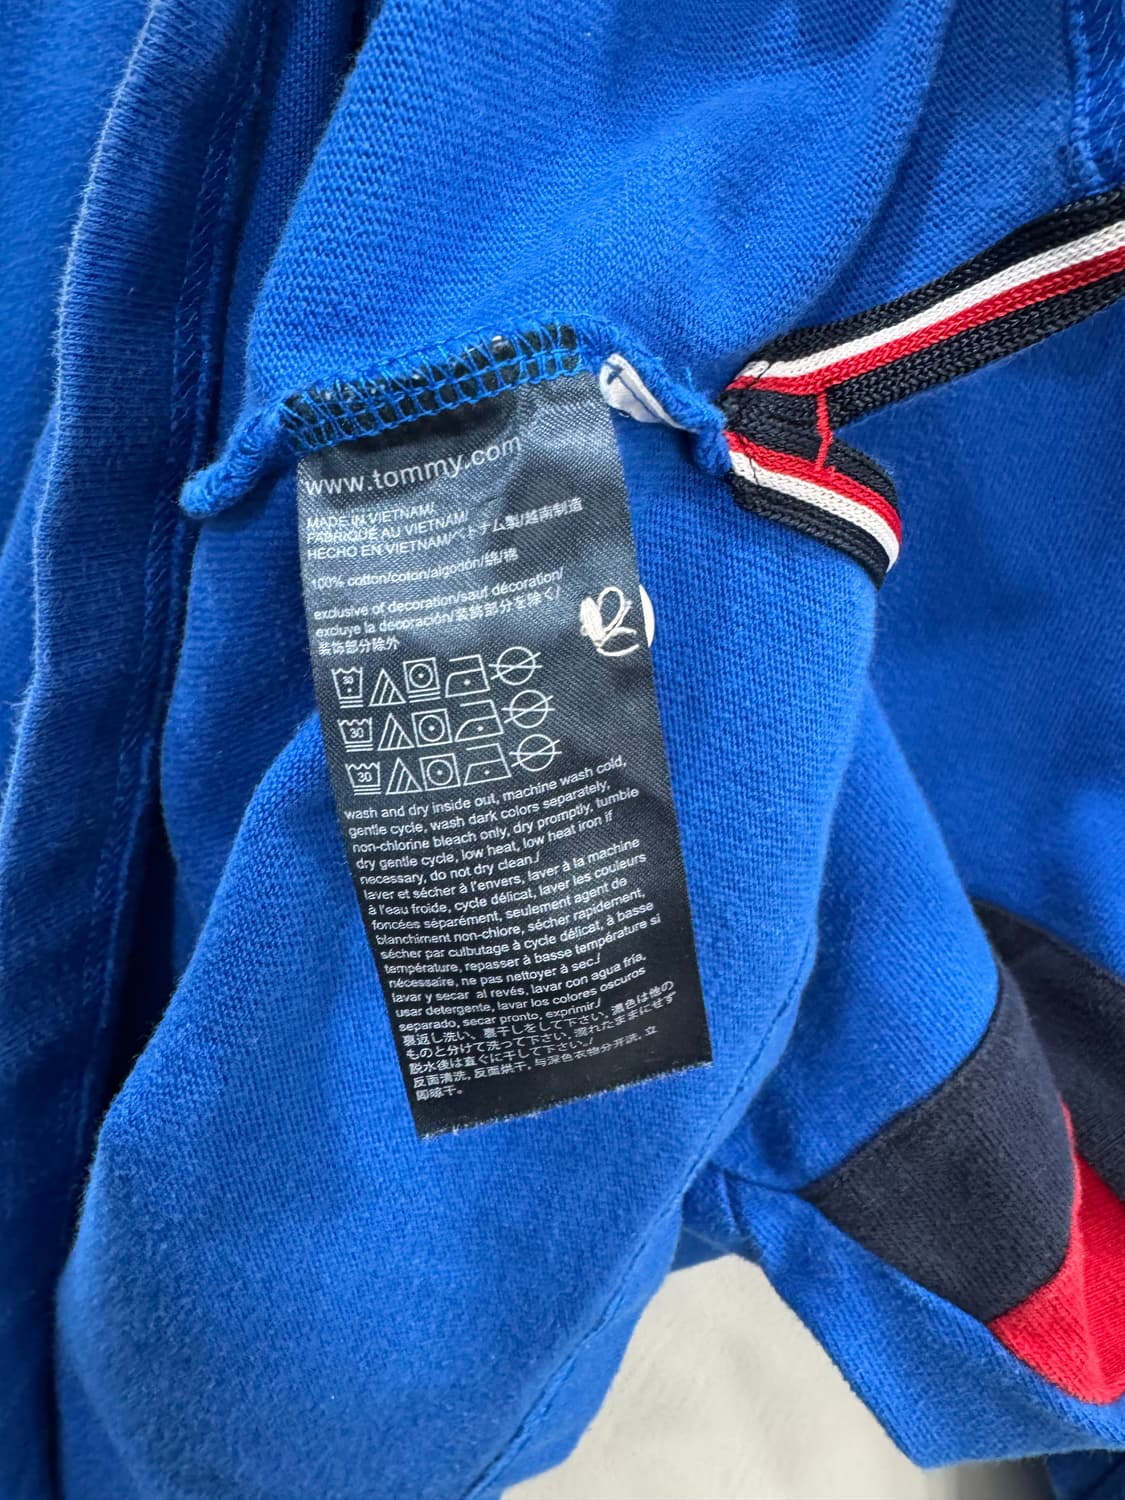 www.tommy.com
MADE IN VIETNAM/
FABRIQUÉ AU VIETNAM/
HECHO EN VIETNAM/ベトナム製/越南制造
100% cotton/coton/algodón/綿/棉
exclusive of decoration/sauf décoration/
excluye la decoración/装飾部分を除く/
装饰部分除外
30
30
30
wash and dry inside out, machine wash cold,
gentle cycle, wash dark colors separately,
non-chlorine bleach only, dry promptly, tumble
dry gentle cycle, low heat, low heat iron if
necessary, do not dry clean./
laver et sécher à l'envers, laver à la machine
à l'eau froide, cycle délicat, laver les couleurs
foncées séparément, seulement agent de
blanchiment non-chlore, sécher rapidement,
sécher par culbutage à cycle délicat, à basse
température, repasser à basse température si
nécessaire, ne pas nettoyer à sec./
lavar y secar al revés, lavar con agua fría,
usar detergente, lavar los colores oscuros
separado, secar pronto, exprimir./
裏返し洗い、裏干しをして下さい, 濃色は他の
ものと分けて洗って下さい, 濡れたままにせず
脱水後は直ぐに干して下さい./
反面清洗, 反面烘干, 与深色衣物分开洗, 立
即晾干。